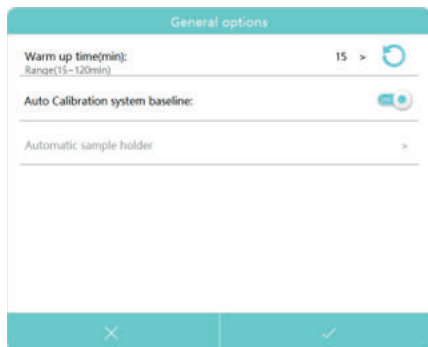 General options
Warm up time(min):
15 >
Range(15~120min)
Auto Calibration system baseline:
Automatic sample holder >